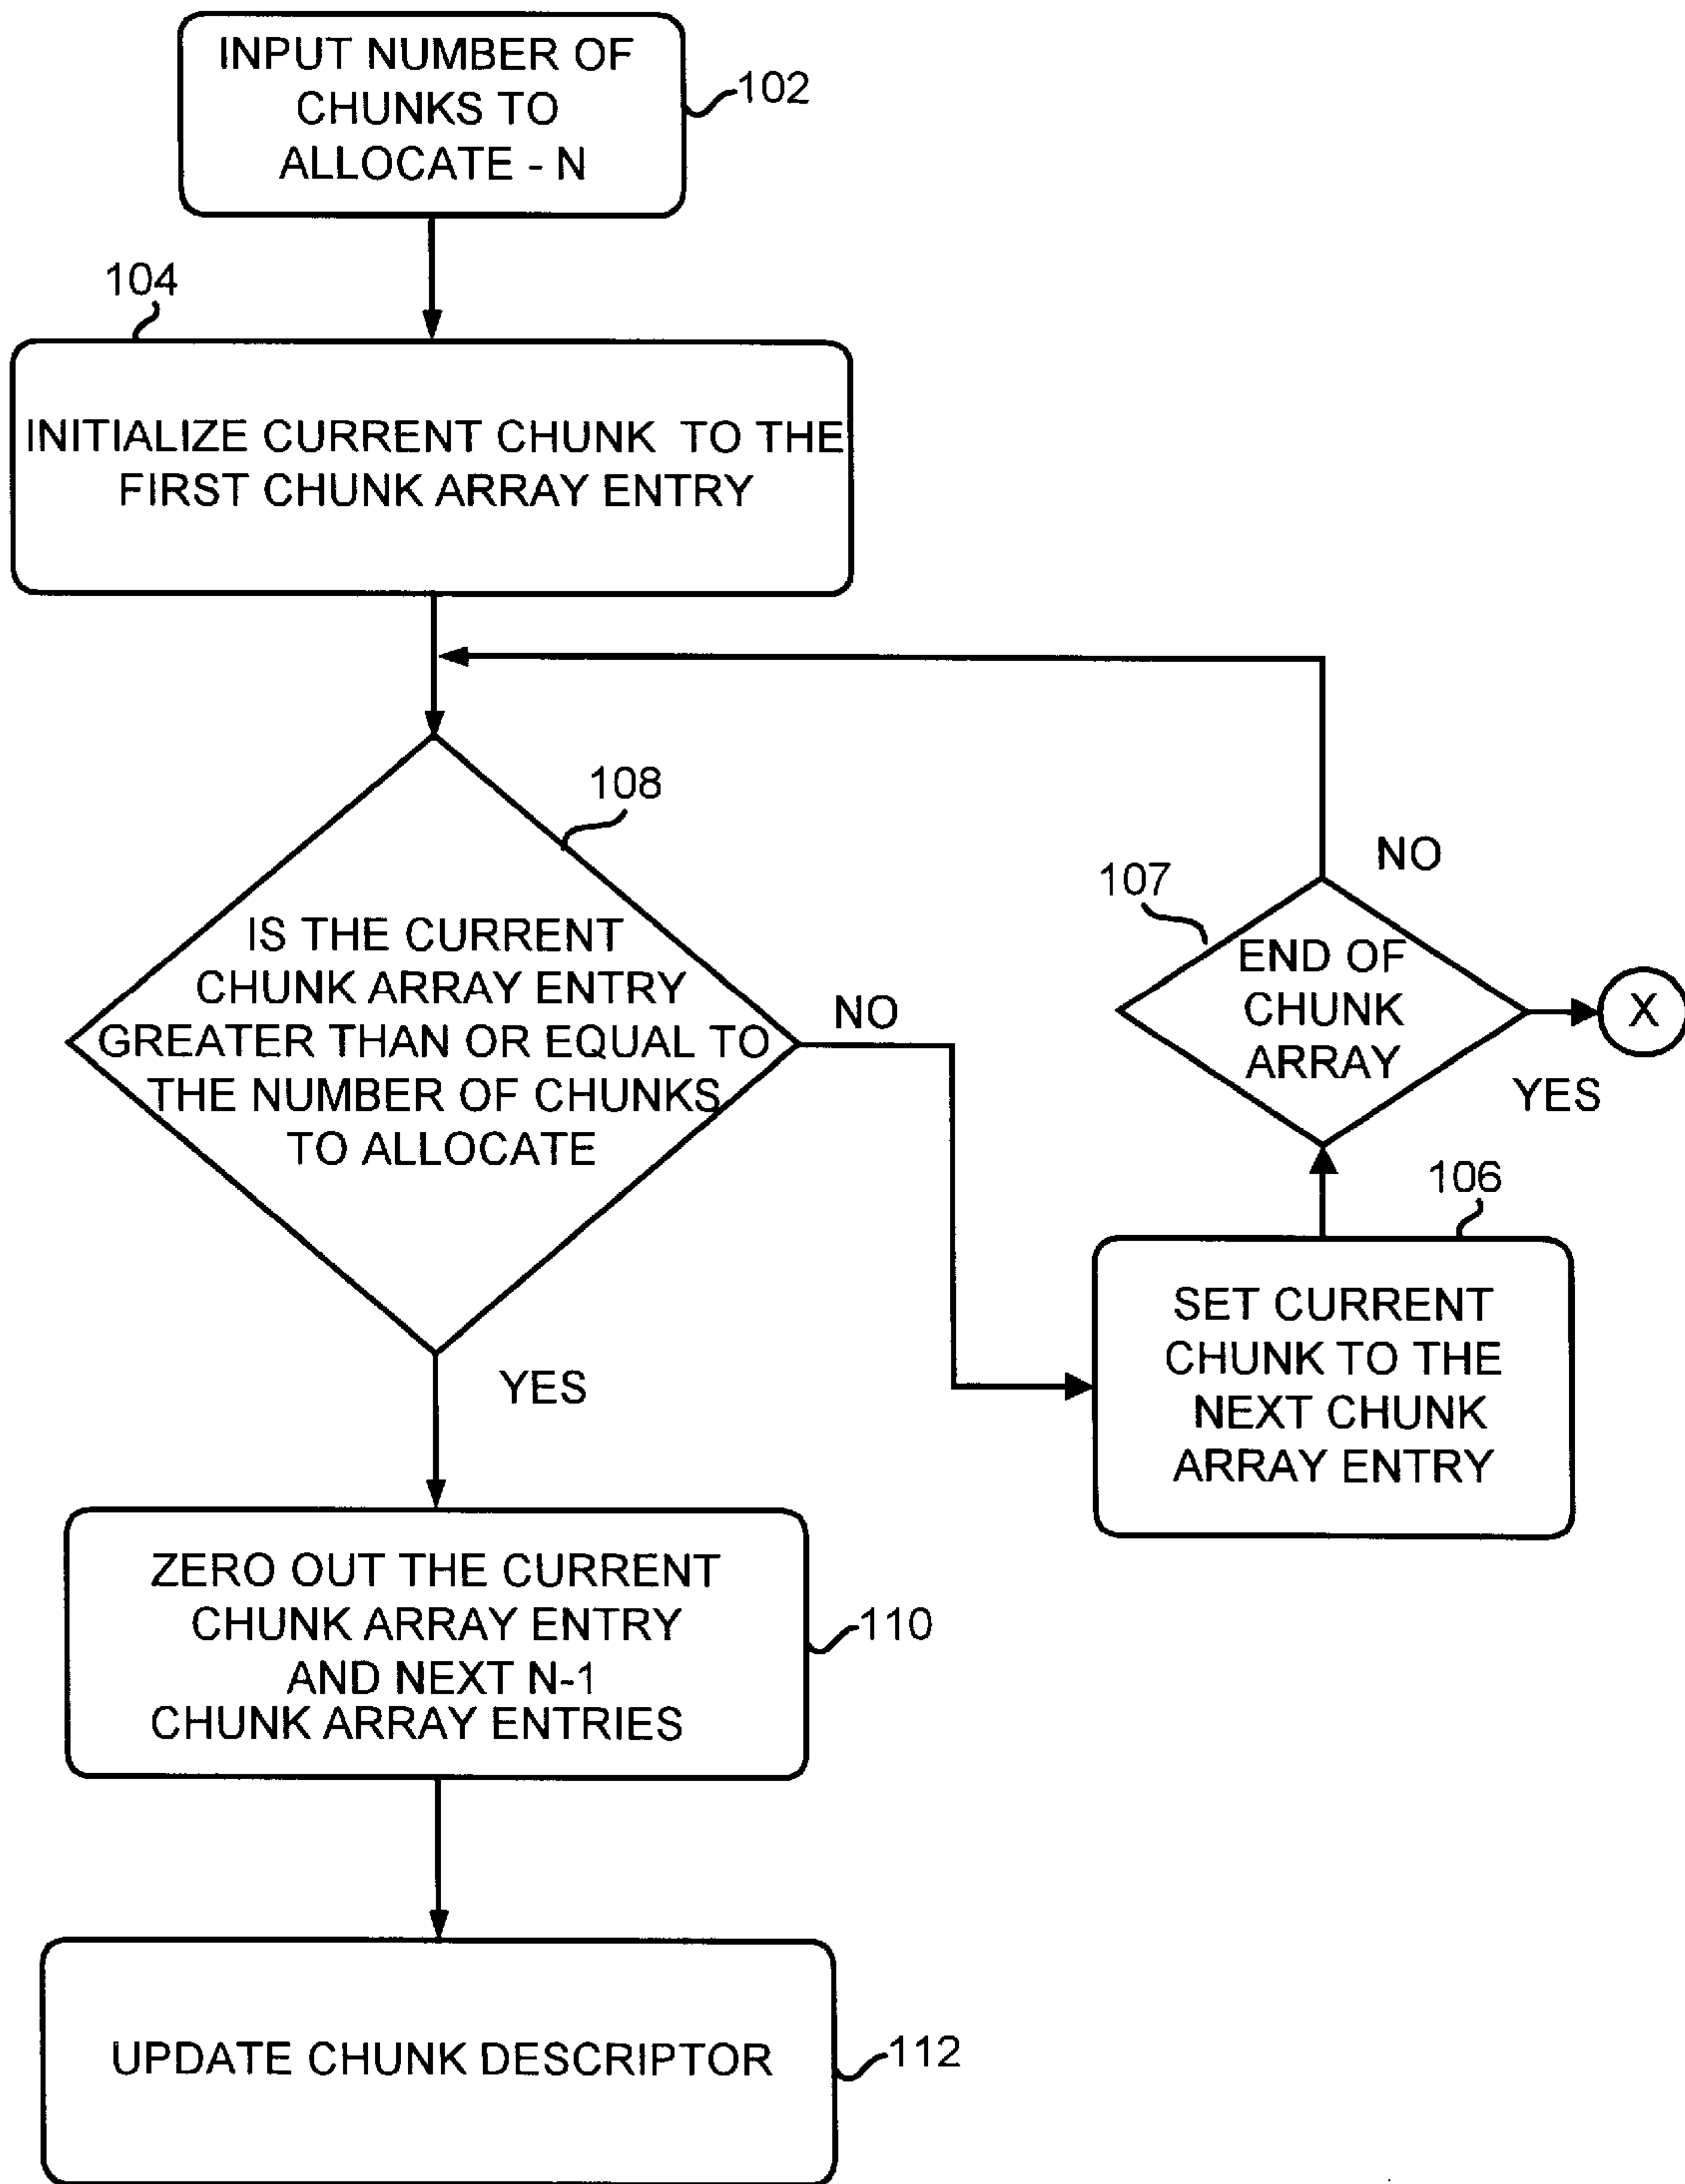 INPUT NUMBER OF
CHUNKS TO
ALLOCATE - N
102
104
INITIALIZE CURRENT CHUNK TO THE
FIRST CHUNK ARRAY ENTRY
108
IS THE CURRENT
CHUNK ARRAY ENTRY
GREATER THAN OR EQUAL TO
THE NUMBER OF CHUNKS
TO ALLOCATE
NO
YES
107
END OF
CHUNK
ARRAY
NO
YES
X
106
SET CURRENT
CHUNK TO THE
NEXT CHUNK
ARRAY ENTRY
ZERO OUT THE CURRENT
CHUNK ARRAY ENTRY
AND NEXT N-1
CHUNK ARRAY ENTRIES
110
UPDATE CHUNK DESCRIPTOR
112